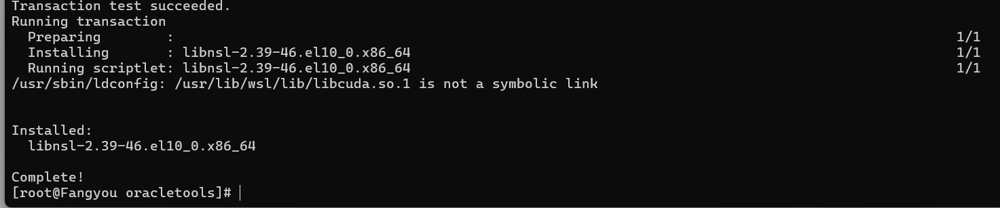 Transaction test succeeded.
Running transaction
  Preparing        :                                                                                                1/1
  Installing       : libnsl-2.39-46.el10_0.x86_64                                                                   1/1
  Running scriptlet: libnsl-2.39-46.el10_0.x86_64                                                                   1/1
/usr/sbin/ldconfig: /usr/lib/wsl/lib/libcuda.so.1 is not a symbolic link
Installed:
  libnsl-2.39-46.el10_0.x86_64
Complete!
[root@Fangyou oracletools]#